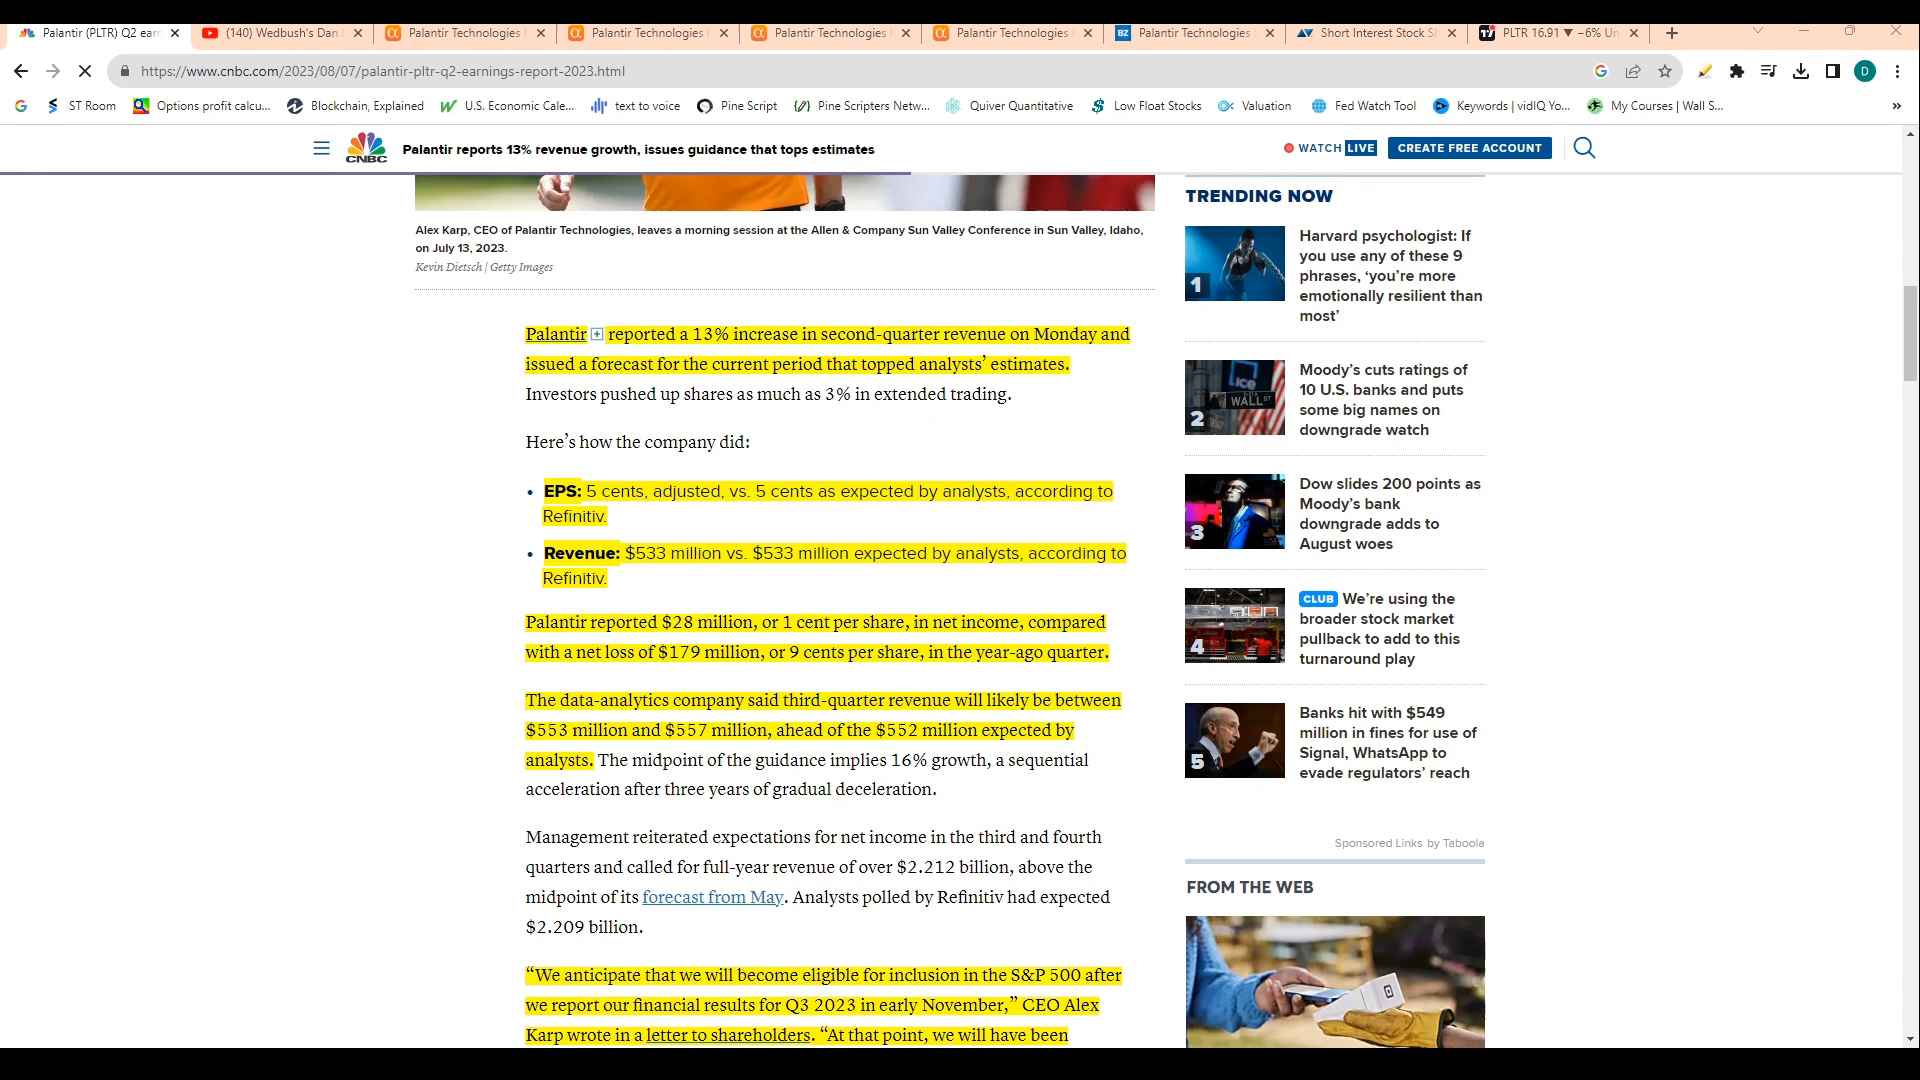 Palantir (PLTR) Q2 earn
(140) Wedbush's Dan
Palantir Technologies
Palantir Technologies
Palantir Technologies
Palantir Technologies
BZ
Palantir Technologies
Short Interest Stock
PLTR 16.91 ▼ −6% Un
https://www.cnbc.com/2023/08/07/palantir-pltr-q2-earnings-report-2023.html
D
ST Room
Options profit calcu...
Blockchain, Explained
U.S. Economic Cale...
text to voice
Pine Script
Pine Scripters Netw...
Quiver Quantitative
Low Float Stocks
Valuation
Fed Watch Tool
Keywords | vidIQ Yo...
My Courses | Wall S...
»
CNBC
Palantir reports 13% revenue growth, issues guidance that tops estimates
WATCH LIVE
CREATE FREE ACCOUNT
Alex Karp, CEO of Palantir Technologies, leaves a morning session at the Allen & Company Sun Valley Conference in Sun Valley, Idaho,
on July 13, 2023.
Kevin Dietsch | Getty Images
Palantir reported a 13% increase in second-quarter revenue on Monday and
issued a forecast for the current period that topped analysts’ estimates.
Investors pushed up shares as much as 3% in extended trading.
Here’s how the company did:
• EPS: 5 cents, adjusted, vs. 5 cents as expected by analysts, according to
Refinitiv.
• Revenue: $533 million vs. $533 million expected by analysts, according to
Refinitiv.
Palantir reported $28 million, or 1 cent per share, in net income, compared
with a net loss of $179 million, or 9 cents per share, in the year-ago quarter.
The data-analytics company said third-quarter revenue will likely be between
$553 million and $557 million, ahead of the $552 million expected by
analysts. The midpoint of the guidance implies 16% growth, a sequential
acceleration after three years of gradual deceleration.
Management reiterated expectations for net income in the third and fourth
quarters and called for full-year revenue of over $2.212 billion, above the
midpoint of its forecast from May. Analysts polled by Refinitiv had expected
$2.209 billion.
“We anticipate that we will become eligible for inclusion in the S&P 500 after
we report our financial results for Q3 2023 in early November,” CEO Alex
Karp wrote in a letter to shareholders. “At that point, we will have been
TRENDING NOW
1
Harvard psychologist: If
you use any of these 9
phrases, ‘you’re more
emotionally resilient than
most’
ice
WALL ST
2
Moody’s cuts ratings of
10 U.S. banks and puts
some big names on
downgrade watch
3
Dow slides 200 points as
Moody’s bank
downgrade adds to
August woes
4
CLUB We’re using the
broader stock market
pullback to add to this
turnaround play
5
Banks hit with $549
million in fines for use of
Signal, WhatsApp to
evade regulators’ reach
Sponsored Links by Taboola
FROM THE WEB